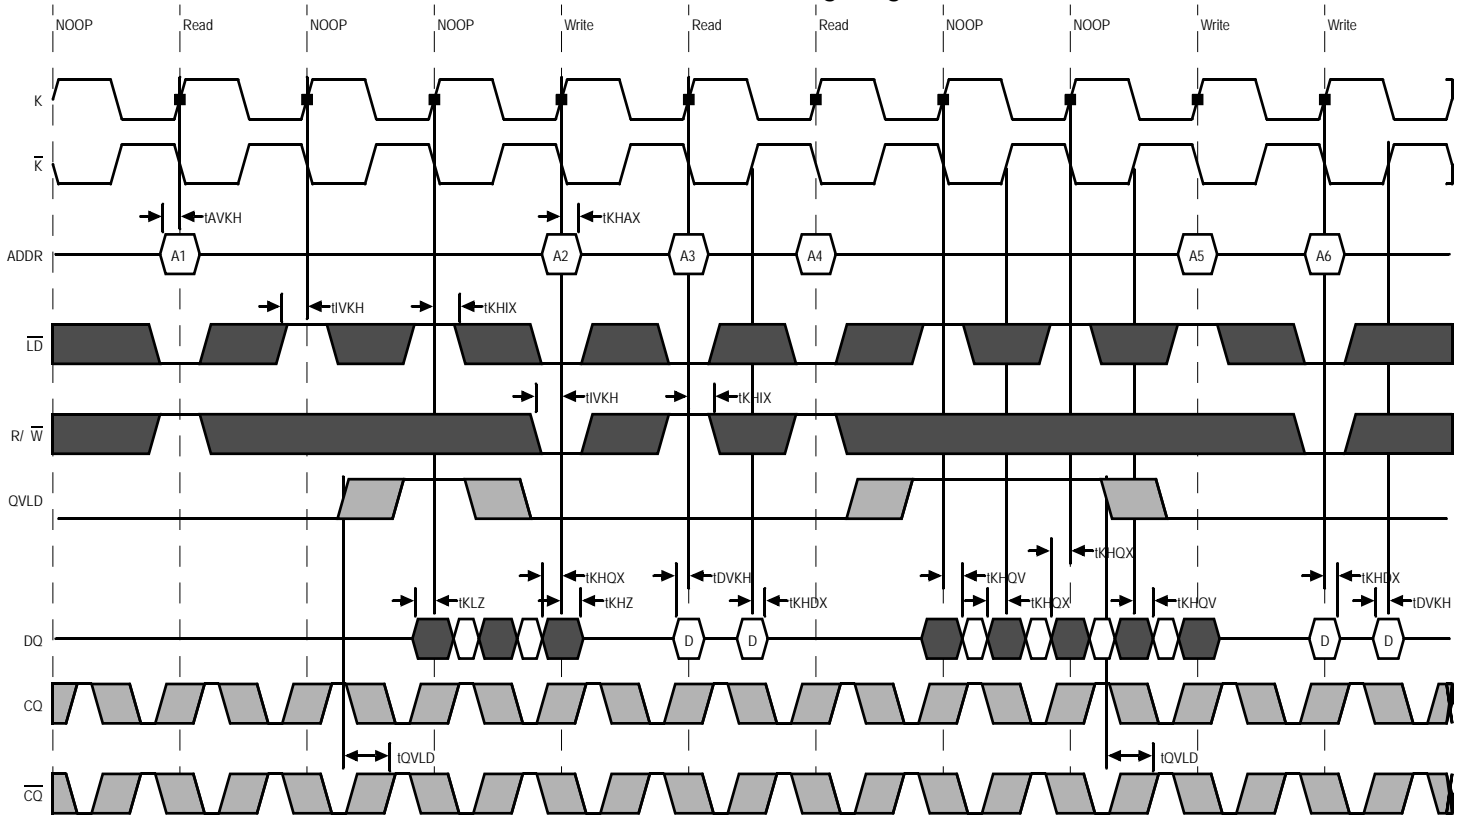 NOOP Read NOOP NOOP Write Read Read NOOP NOOP Write Write
K
K̅
tAVKH tKHAX
ADDR A1 A2 A3 A4 A5 A6
tIVKH tKHIX
L̅D̅
tIVKH tKHIX
R/ W̅
QVLD
tKHQX
tKHQX tDVKH tKHQV tKHDX
tKLZ tKHZ tKHDX tKHQX tKHQV tDVKH
DQ D D D D
CQ
tQVLD tQVLD
C̅Q̅